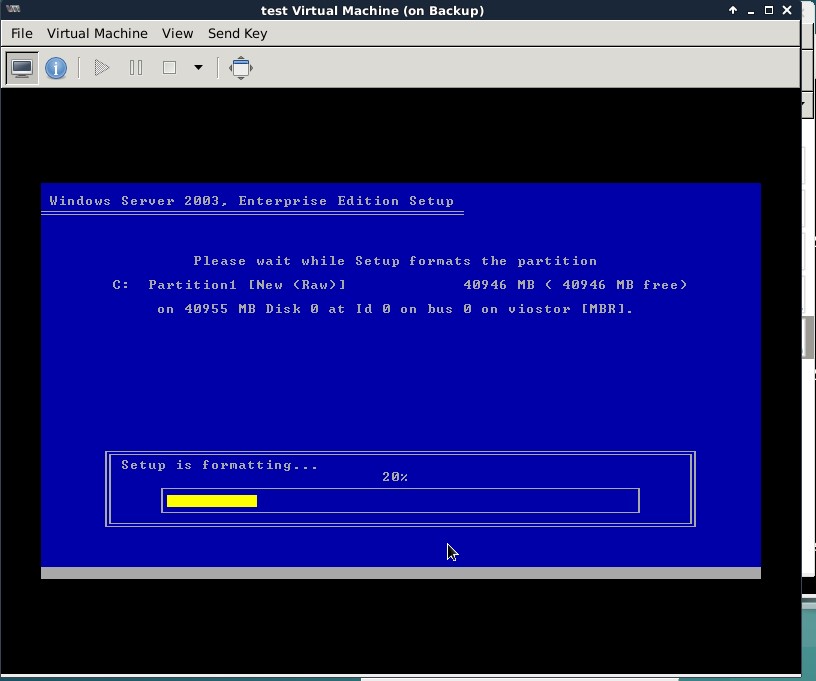 test Virtual Machine (on Backup)
File Virtual Machine View Send Key
Windows Server 2003, Enterprise Edition Setup
Please wait while Setup formats the partition
C: Partition1 [New (Raw)] 40946 MB ( 40946 MB free)
on 40955 MB Disk 0 at Id 0 on bus 0 on viostor [MBR].
Setup is formatting...
20%